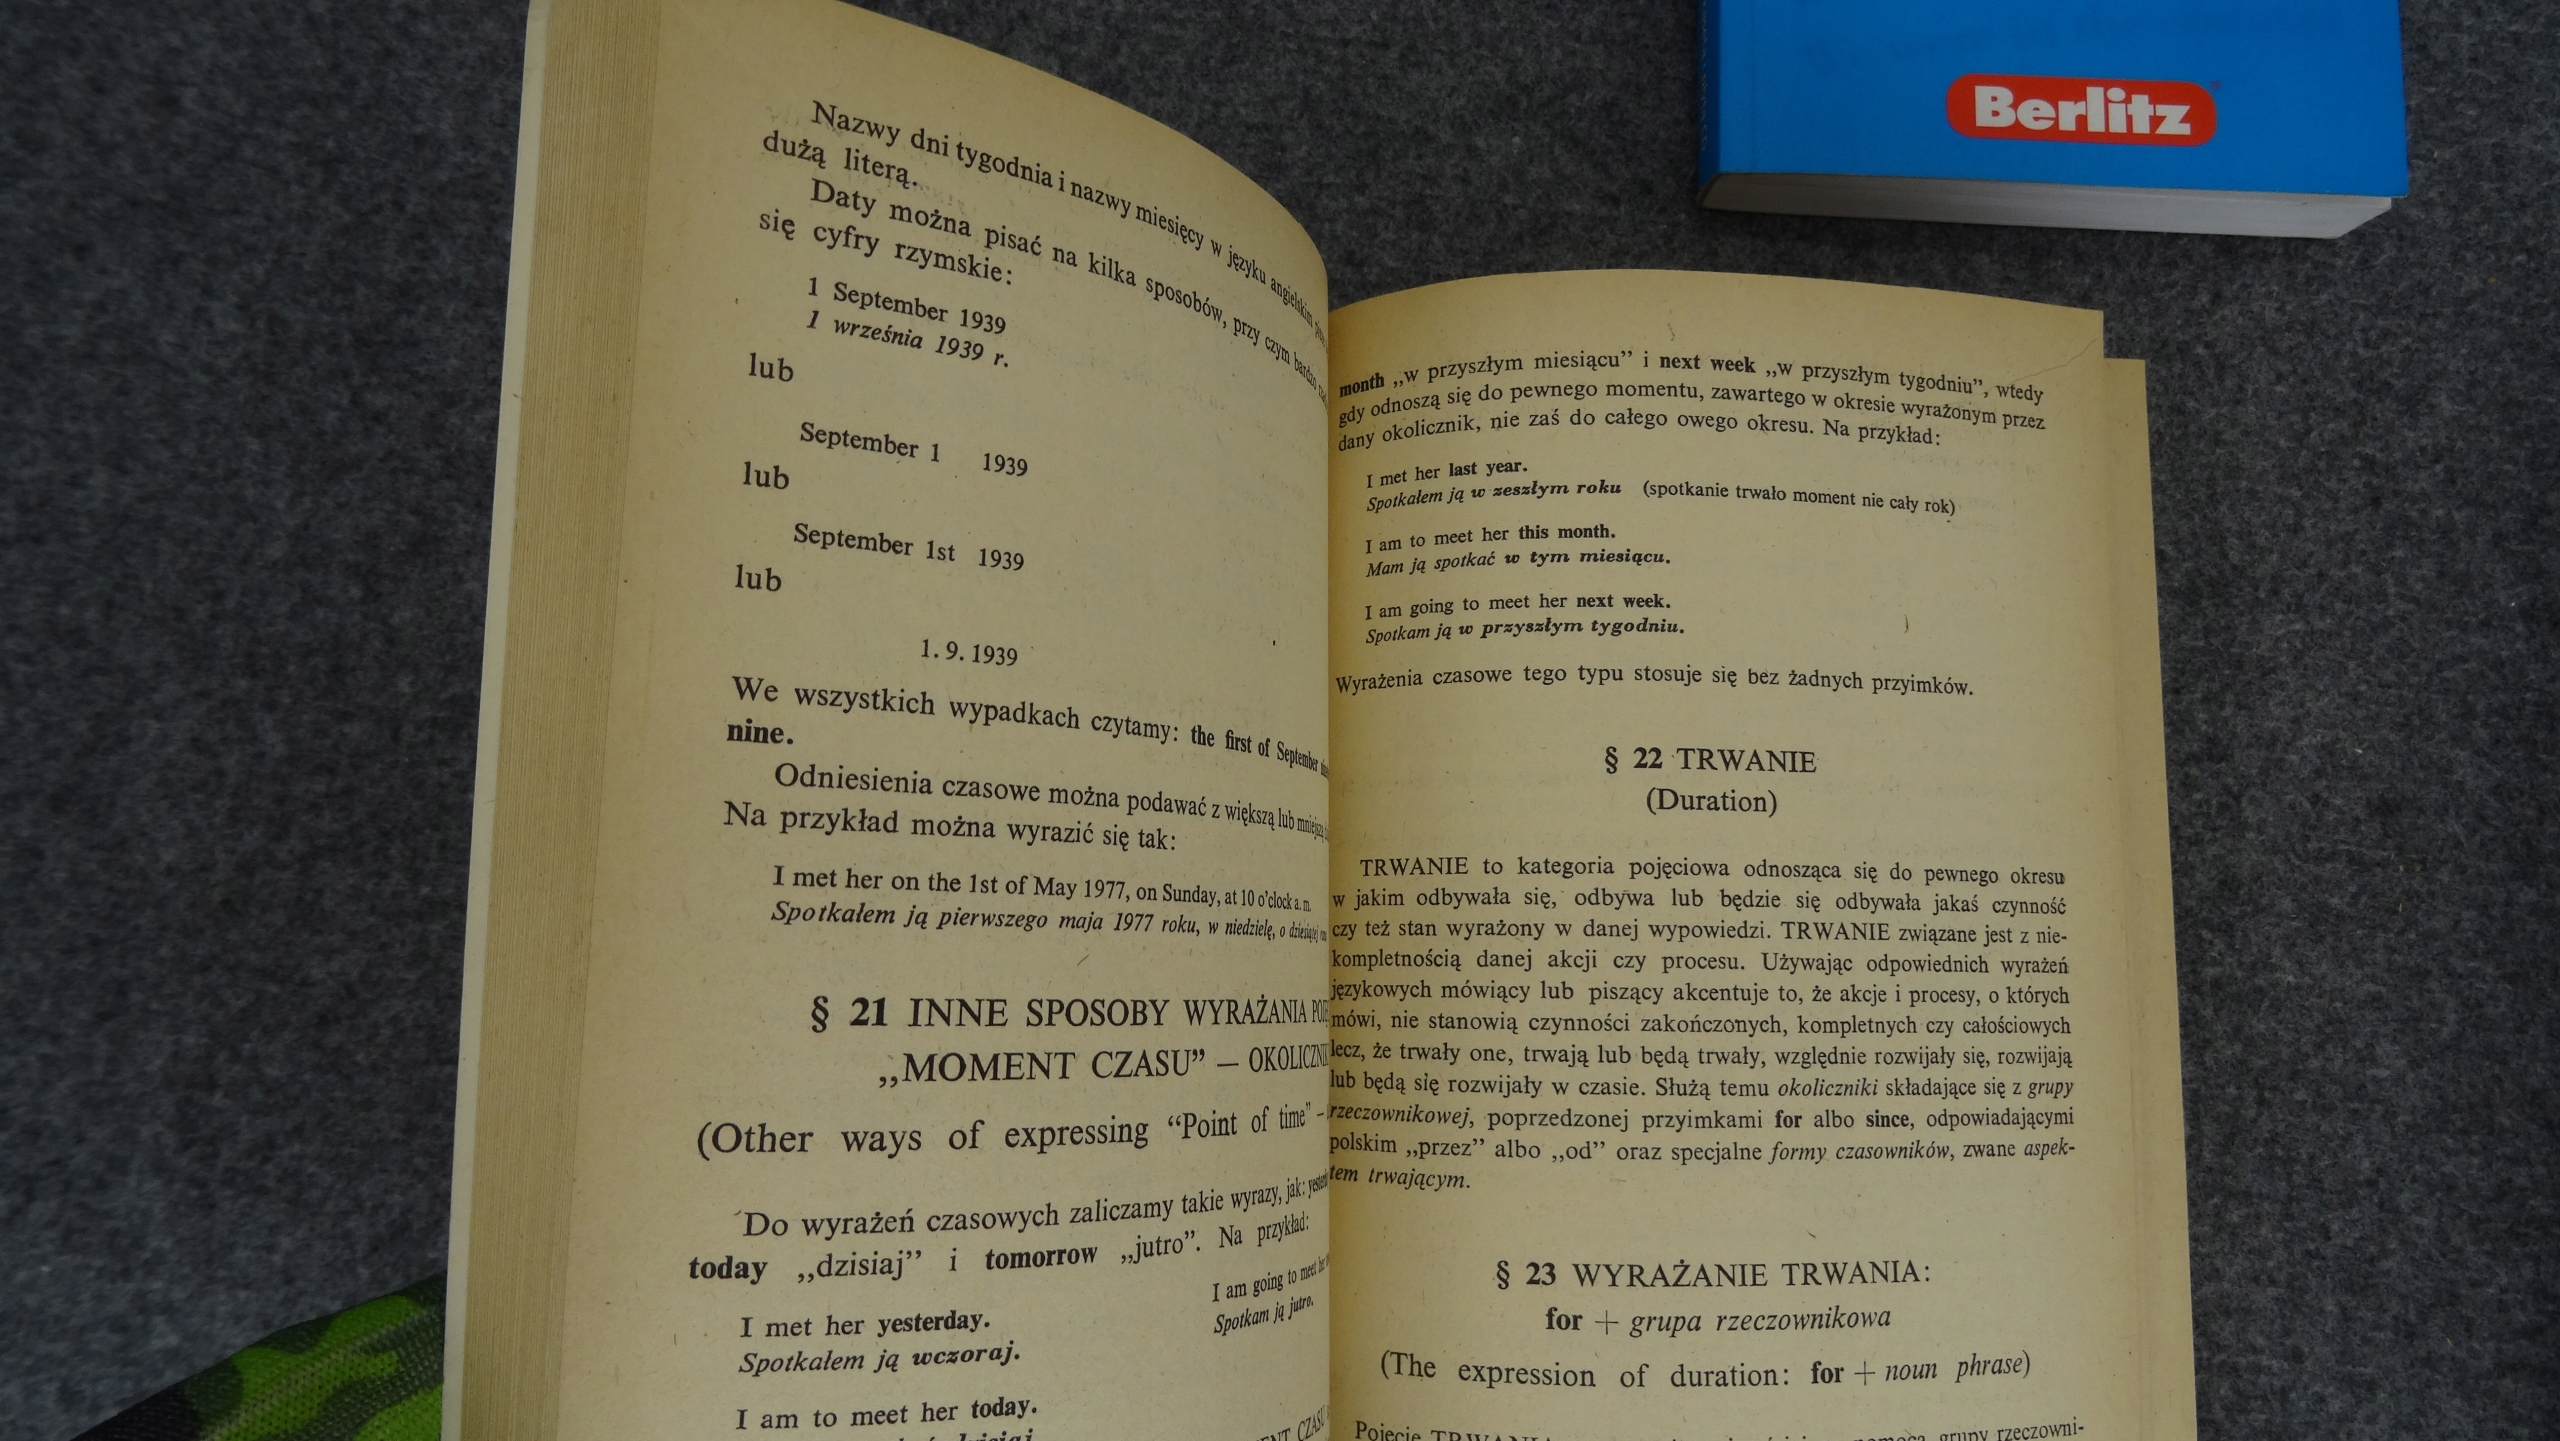 Nazwy dni tygodnia i nazwy miesięcy w języku angielskim
dużą literą.
Daty można pisać na kilka sposobów, przy czym bardzo
się cyfry rzymskie:
1 September 1939
1 września 1939 r.
lub
September 1 1939
lub
September 1st 1939
lub
1. 9. 1939
We wszystkich wypadkach czytamy: the first of September
nine.
Odniesienia czasowe można podawać z większą lub mniejszą
Na przykład można wyrazić się tak:
I met her on the 1st of May 1977, on Sunday, at 10 o'clock a. m.
Spotkałem ją pierwszego maja 1977 roku, w niedzielę, o dziesiątej
§ 21 INNE SPOSOBY WYRAŻANIA
„MOMENT CZASU” –
(Other ways of expressing “Point of time” –
Do wyrażeń czasowych zaliczamy takie wyrazy, jak:
today „dzisiaj” i tomorrow „jutro”. Na przykład:
I met her yesterday.
Spotkałem ją wczoraj.
I am going to meet her
Spotkam ją jutro.
I am to meet her today.
dzisiaj
CZASU
month „w przyszłym miesiącu” i next week „w przyszłym tygodniu”, wtedy
gdy odnoszą się do pewnego momentu, zawartego w okresie wyrażonym przez
dany okolicznik, nie zaś do całego owego okresu. Na przykład:
I met her last year.
Spotkałem ją w zeszłym roku (spotkanie trwało moment nie cały rok)
I am to meet her this month.
Mam ją spotkać w tym miesiącu.
I am going to meet her next week.
Spotkam ją w przyszłym tygodniu.
Wyrażenia czasowe tego typu stosuje się bez żadnych przyimków.
§ 22 TRWANIE
(Duration)
TRWANIE to kategoria pojęciowa odnosząca się do pewnego okresu
w jakim odbywała się, odbywa lub będzie się odbywała jakaś czynność
czy też stan wyrażony w danej wypowiedzi. TRWANIE związane jest z nie-
kompletnością danej akcji czy procesu. Używając odpowiednich wyrażeń
językowych mówiący lub piszący akcentuje to, że akcje i procesy, o których
mówi, nie stanowią czynności zakończonych, kompletnych czy całościowych
lecz, że trwały one, trwają lub będą trwały, względnie rozwijały się, rozwijają
lub będą się rozwijały w czasie. Służą temu okoliczniki składające się z grupy
rzeczownikowej, poprzedzonej przyimkami for albo since, odpowiadającymi
polskim „przez” albo „od” oraz specjalne formy czasowników, zwane aspek-
tem trwającym.
§ 23 WYRAŻANIE TRWANIA:
for + grupa rzeczownikowa
(The expression of duration: for + noun phrase)
Pojęcie grupy rzeczowni-
Berlitz